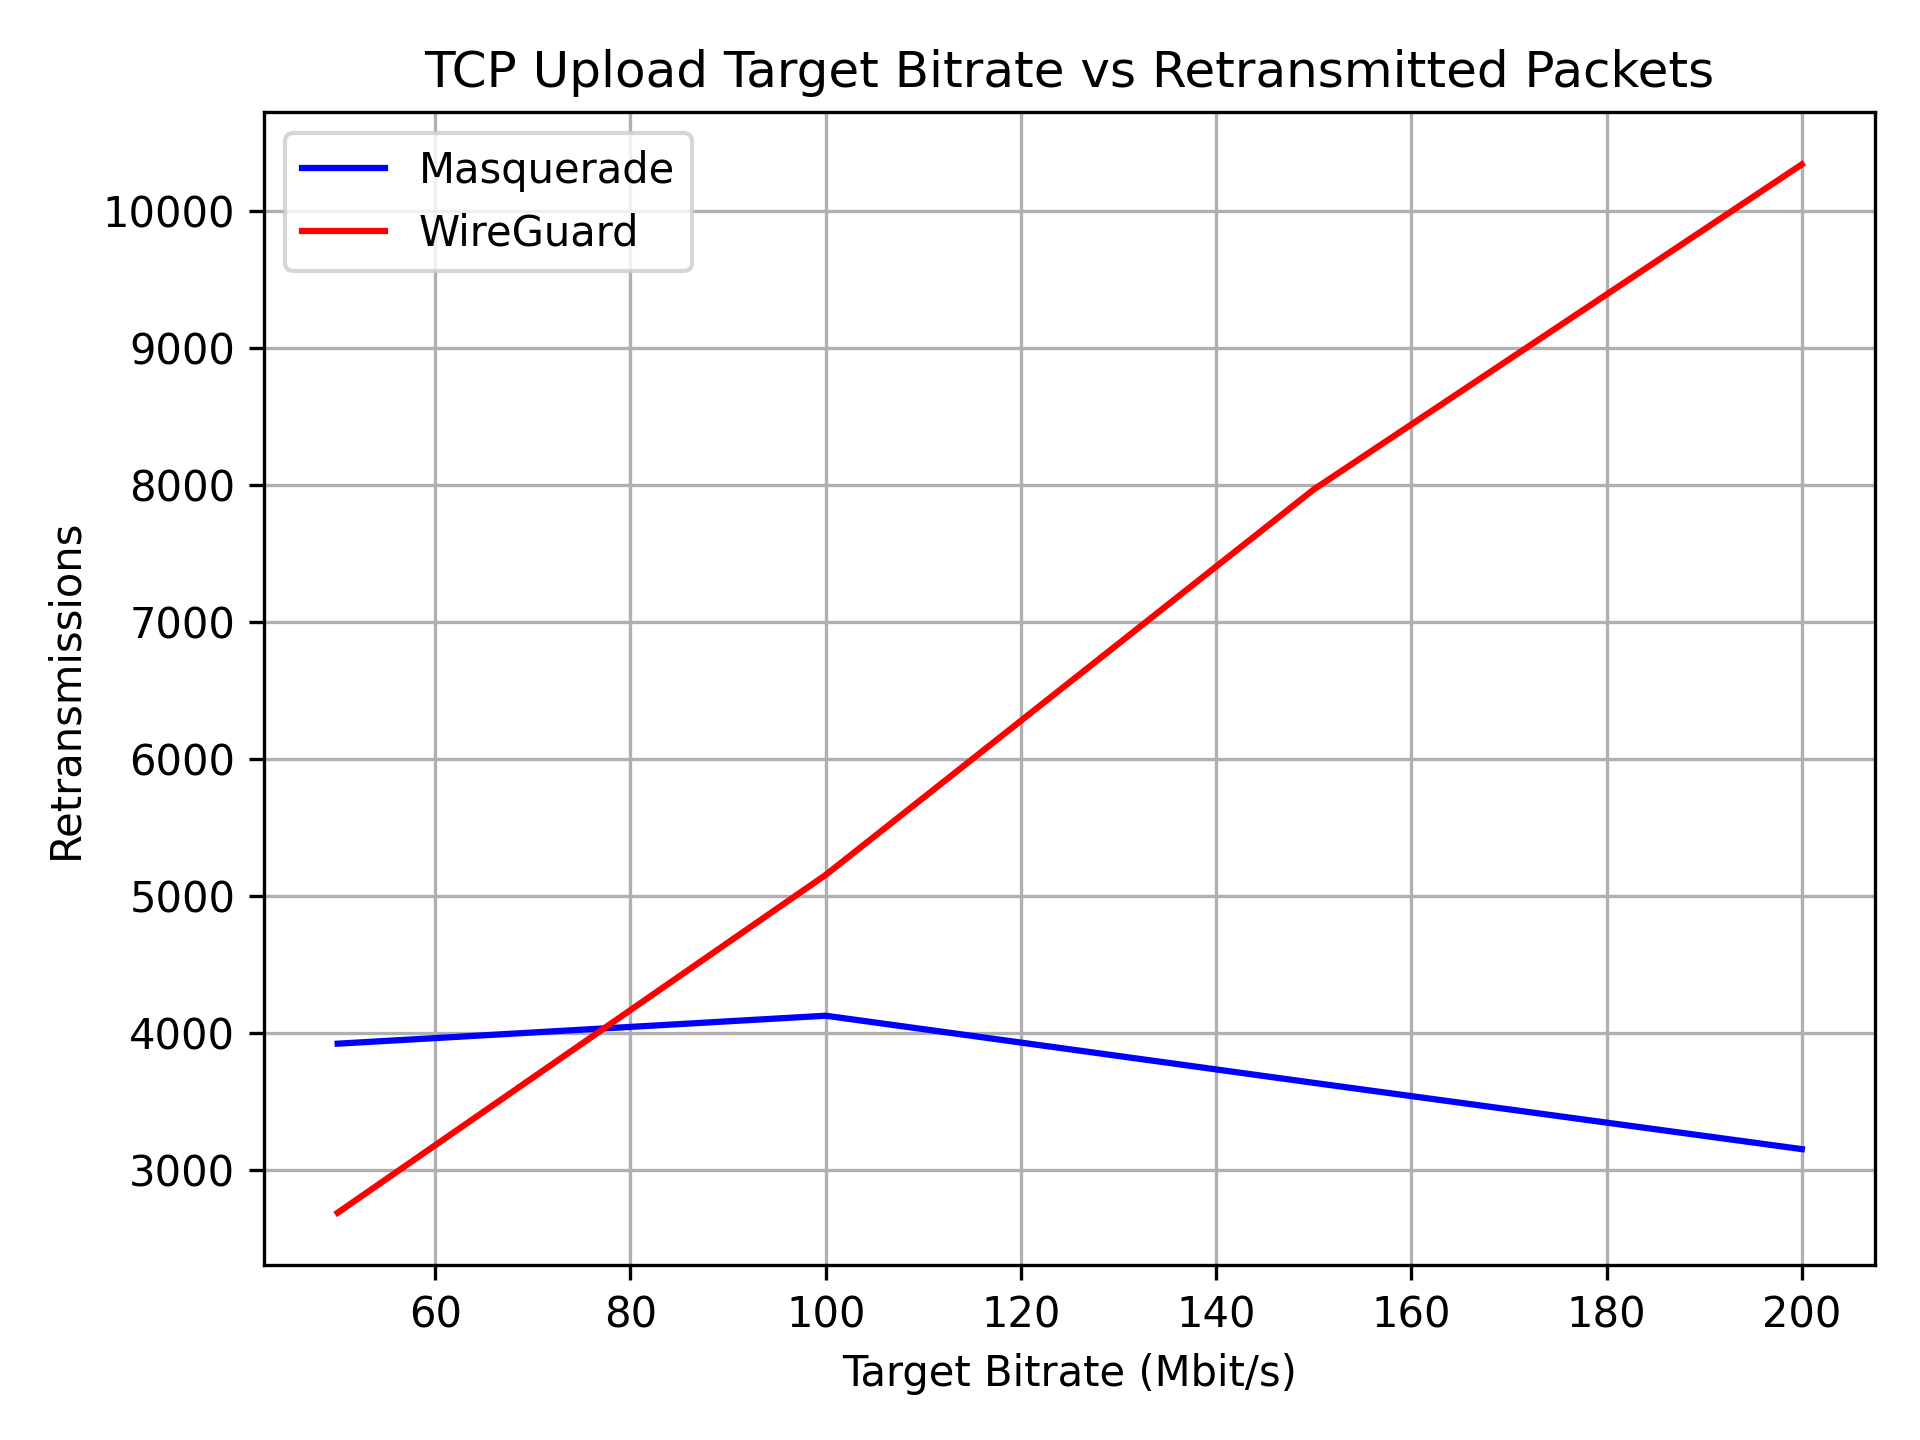 TCP Upload Target Bitrate vs Retransmitted Packets
Masquerade
WireGuard
10000
9000
8000
7000
6000
5000
4000
3000
Retransmissions
60 80 100 120 140 160 180 200
Target Bitrate (Mbit/s)